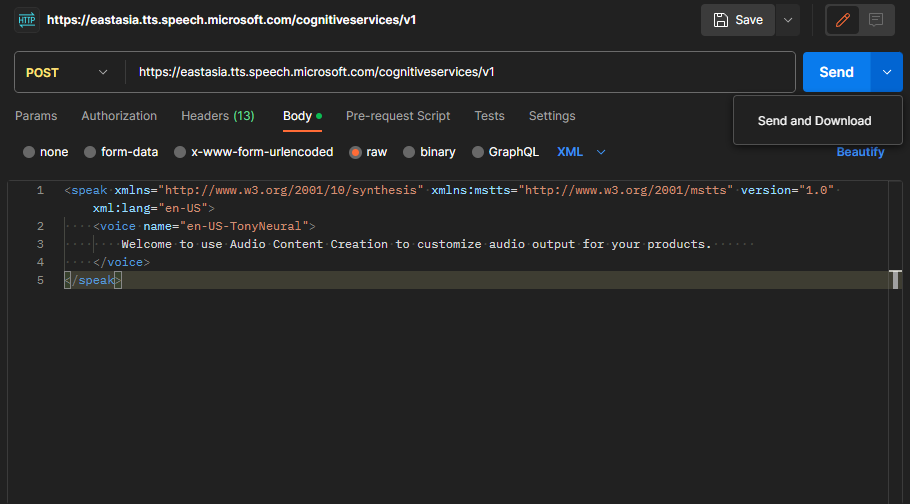 HTTP https://eastasia.tts.speech.microsoft.com/cognitiveservices/v1 Save
POST https://eastasia.tts.speech.microsoft.com/cognitiveservices/v1 Send
Params Authorization Headers (13) Body Pre-request Script Tests Settings
Send and Download
none form-data x-www-form-urlencoded raw binary GraphQL XML Beautify
1 <speak xmlns="http://www.w3.org/2001/10/synthesis" xmlns:mstts="http://www.w3.org/2001/mstts" version="1.0"
xml:lang="en-US">
2 <voice name="en-US-TonyNeural">
3 Welcome to use Audio Content Creation to customize audio output for your products.
4 </voice>
5 </speak>